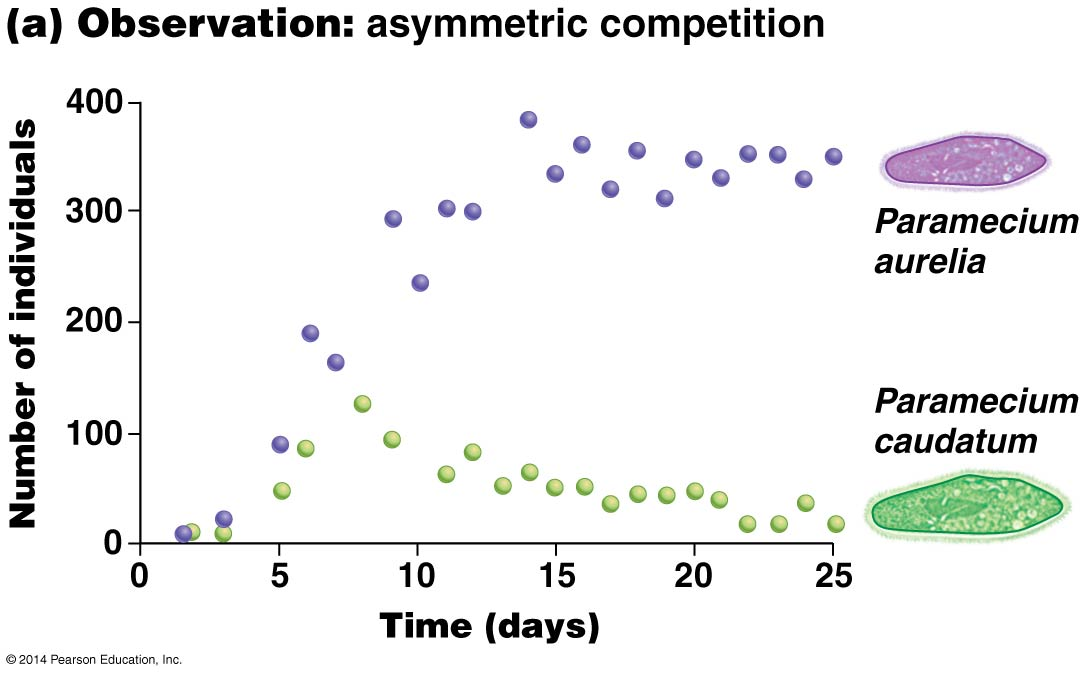 (a) Observation: asymmetric competition
Number of individuals
400
300
200
100
0
0 5 10 15 20 25
Time (days)
Paramecium
aurelia
Paramecium
caudatum
© 2014 Pearson Education, Inc.